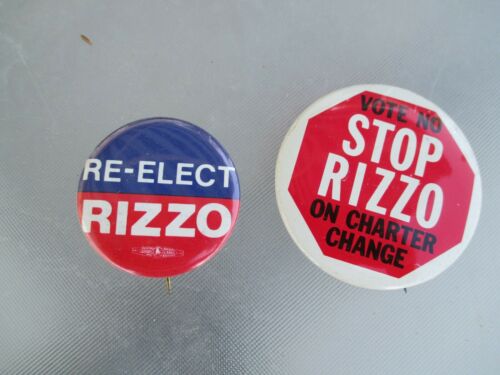 RE-ELECT
RIZZO
VOTE NO
STOP
RIZZO
ON CHARTER
CHANGE